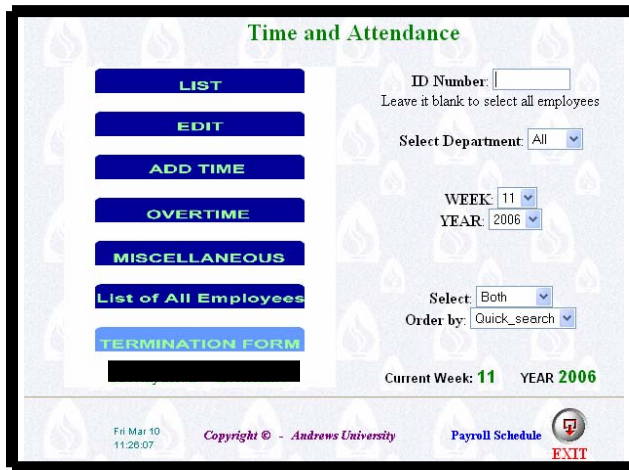 Time and Attendance
LIST
EDIT
ADD TIME
OVERTIME
MISCELLANEOUS
List of All Employees
TERMINATION FORM
ID Number:
Leave it blank to select all employees
Select Department: All
WEEK: 11
YEAR: 2006
Select: Both
Order by: Quick_search
Current Week: 11 YEAR 2006
Fri Mar 10
11:26:07
Copyright © - Andrews University
Payroll Schedule
EXIT